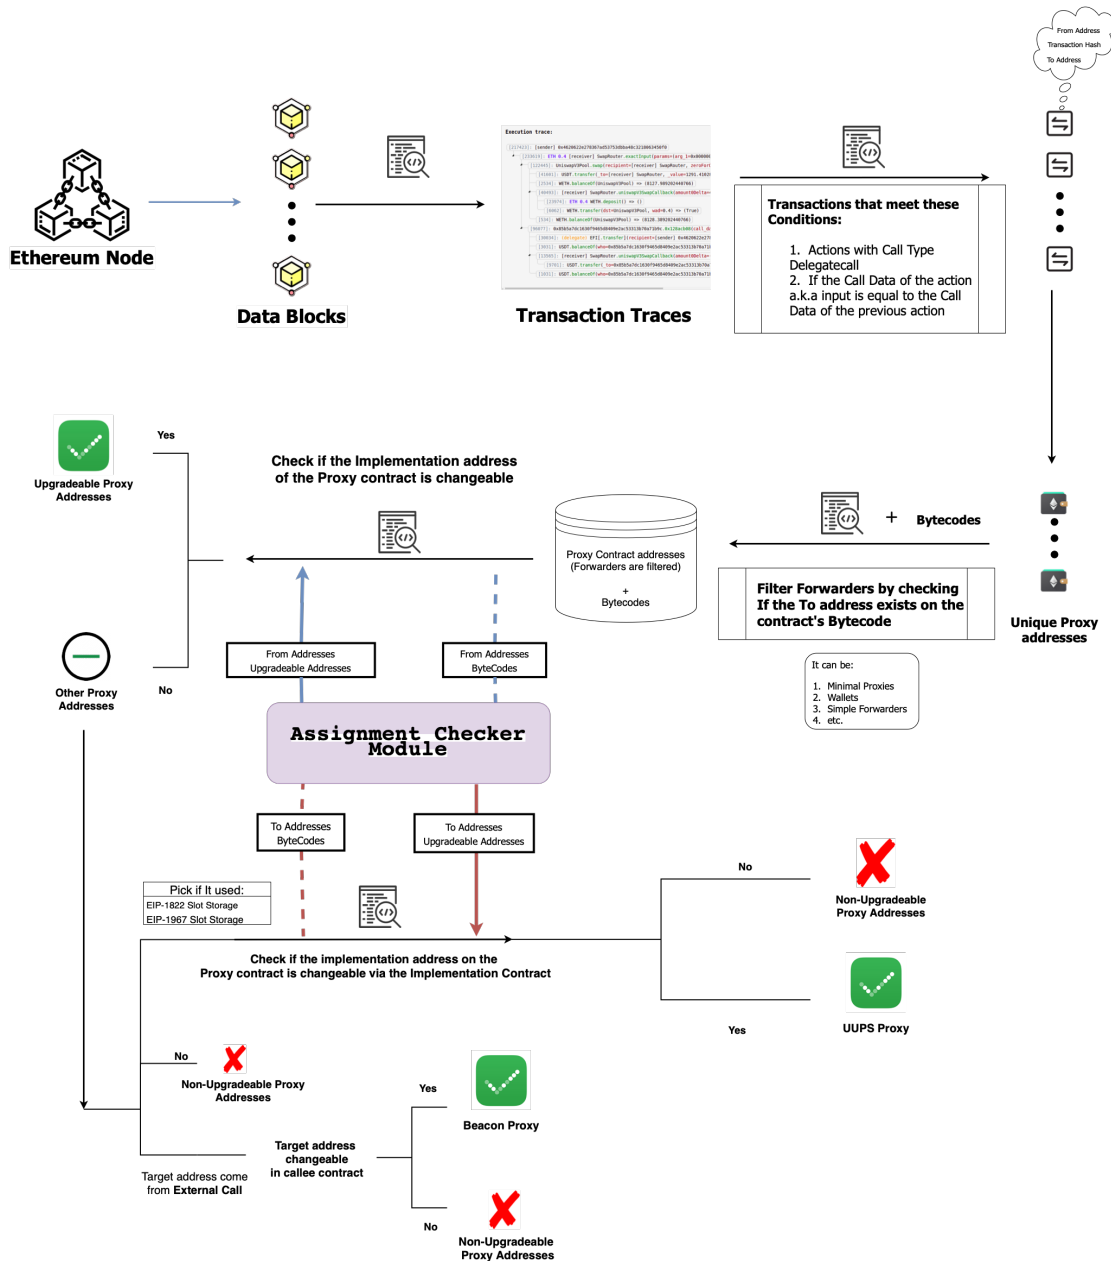 From Address
Transaction Hash
To Address
Ethereum Node
Data Blocks
Execution trace:
Transaction Traces
Transactions that meet these
Conditions:
1. Actions with Call Type
Delegatecall
2. If the Call Data of the action
a.k.a input is equal to the Call
Data of the previous action
Yes
Upgradeable Proxy
Addresses
Check if the Implementation address
of the Proxy contract is changeable
Proxy Contract addresses
(Forwarders are filtered)
+
Bytecodes
+ Bytecodes
Filter Forwarders by checking
If the To address exists on the
contract's Bytecode
Unique Proxy
addresses
It can be:
1. Minimal Proxies
2. Wallets
3. Simple Forwarders
4. etc.
Other Proxy
Addresses
No
From Addresses
Upgradeable Addresses
From Addresses
ByteCodes
Assignment Checker
Module
To Addresses
ByteCodes
To Addresses
Upgradeable Addresses
Pick if It used:
EIP-1822 Slot Storage
EIP-1967 Slot Storage
Check if the implementation address on the
Proxy contract is changeable via the Implementation Contract
No
Non-Upgradeable
Proxy Addresses
Yes
UUPS Proxy
No
Non-Upgradeable Proxy
Addresses
Target address come
from External Call
Target address
changeable
in callee contract
Yes
Beacon Proxy
No
Non-Upgradeable
Proxy Addresses